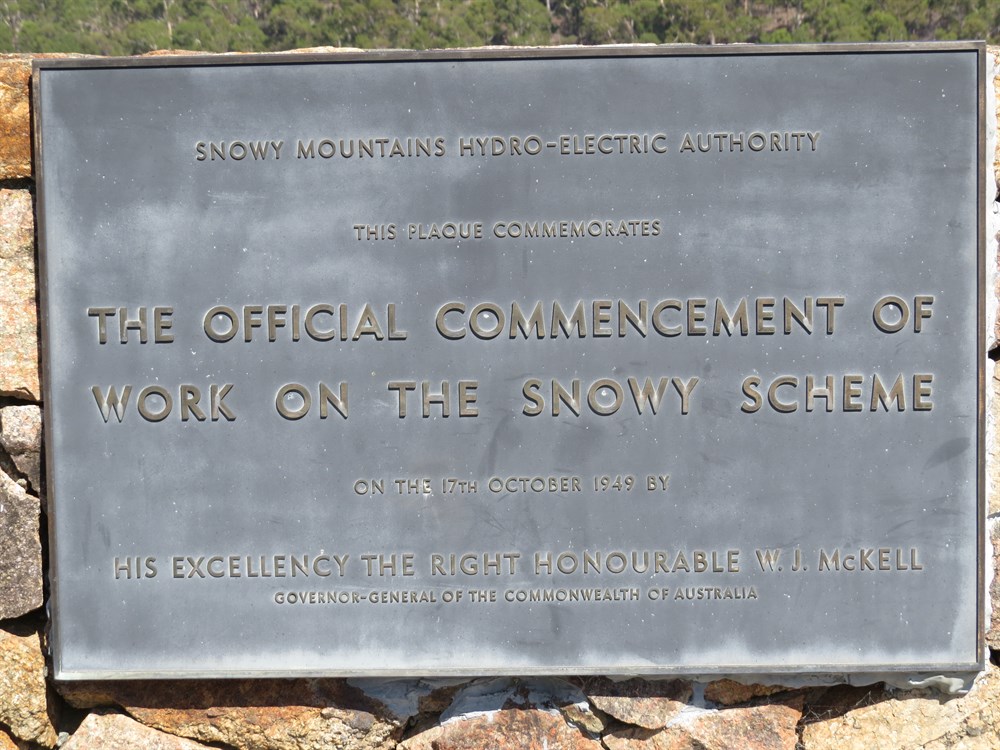 SNOWY MOUNTAINS HYDRO-ELECTRIC AUTHORITY
THIS PLAQUE COMMEMORATES
THE OFFICIAL COMMENCEMENT OF
WORK ON THE SNOWY SCHEME
ON THE 17TH OCTOBER 1949 BY
HIS EXCELLENCY THE RIGHT HONOURABLE W. J. McKELL
GOVERNOR-GENERAL OF THE COMMONWEALTH OF AUSTRALIA